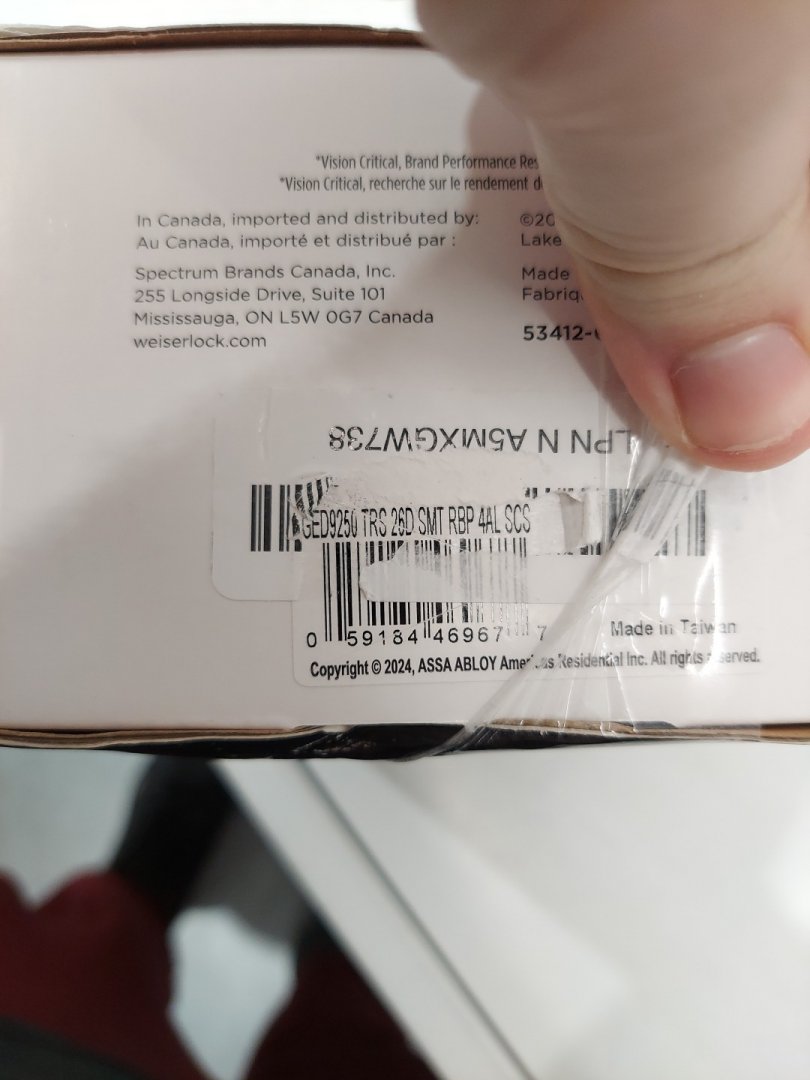 *Vision Critical, Brand Performance Res
*Vision Critical, recherche sur le rendement d
In Canada, imported and distributed by:
Au Canada, importé et distribué par :
Spectrum Brands Canada, Inc.
255 Longside Drive, Suite 101
Mississauga, ON L5W 0G7 Canada
weiserlock.com
©20
Lake
Made
Fabriq
53412-
LPN N A5MXGW738
GED9250 TRS 26D SMT RBP 4AL SCS
0 59184 46967 7
Made in Taiwan
Copyright © 2024, ASSA ABLOY Americas Residential Inc. All rights reserved.